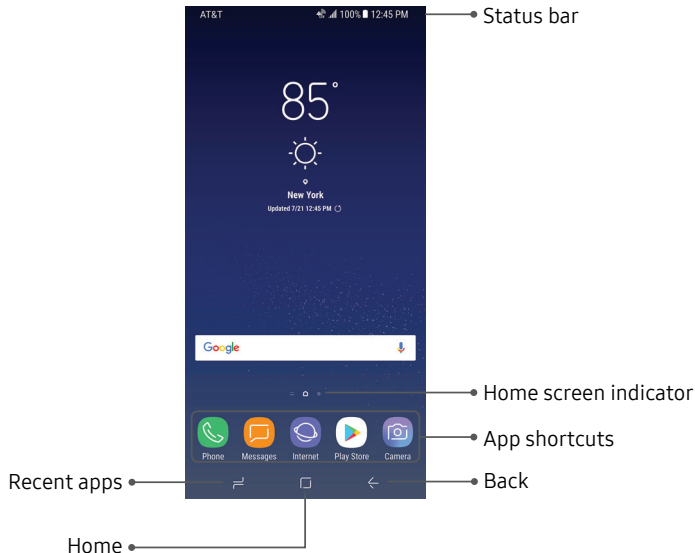 AT&T 100% 12:45 PM
Status bar
85°
New York
Updated 7/21 12:45 PM
Google
Home screen indicator
App shortcuts
Phone Messages Internet Play Store Camera
Recent apps
Back
Home